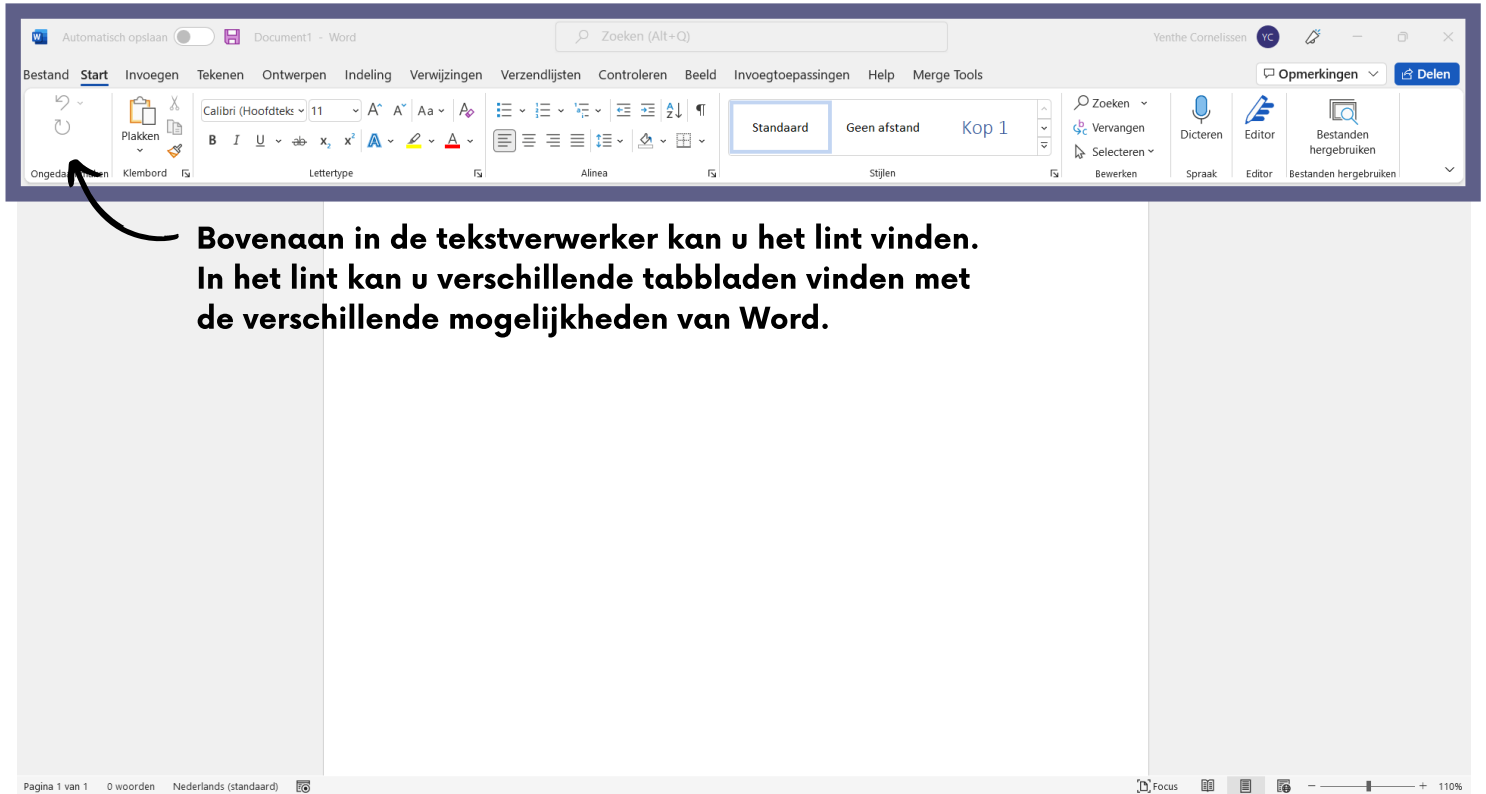 Automatisch opslaan Document1 - Word Zoeken (Alt+Q) Yenthe Cornelissen YC
Bestand Start Invoegen Tekenen Ontwerpen Indeling Verwijzingen Verzendlijsten Controleren Beeld Invoegtoepassingen Help Merge Tools Opmerkingen Delen
Calibri (Hoofdteks 11 Aa
Plakken
B I U ab x₂ x² A A
Standaard Geen afstand Kop 1
Zoeken
Vervangen
Selecteren
Dicteren
Editor
Bestanden
hergebruiken
Klembord Lettertype Alinea Stijlen Bewerken Spraak Editor Bestanden hergebruiken
Bovenaan in de tekstverwerker kan u het lint vinden.
In het lint kan u verschillende tabbladen vinden met
de verschillende mogelijkheden van Word.
Pagina 1 van 1 0 woorden Nederlands (standaard) Focus 110%